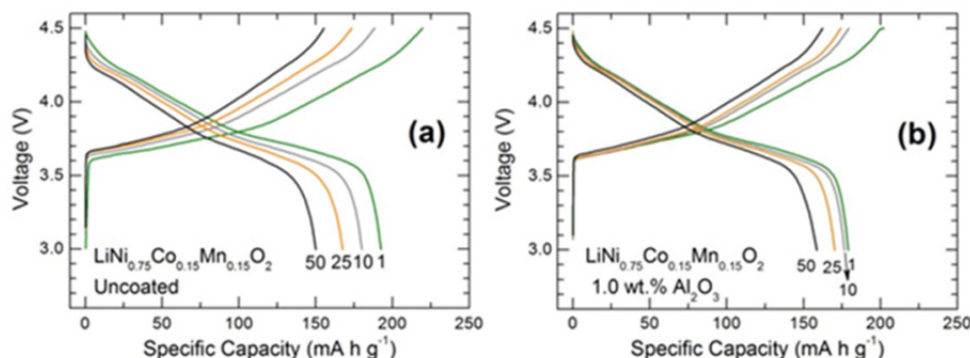 4.5
4.0
3.5
3.0
Voltage (V)
(a)
LiNi0.75Co0.15Mn0.15O2
Uncoated
50 25 10 1
0 50 100 150 200 250
Specific Capacity (mA h g-1)
4.5
4.0
3.5
3.0
Voltage (V)
(b)
LiNi0.75Co0.15Mn0.15O2
1.0 wt.% Al2O3
50 25 1
10
0 50 100 150 200 250
Specific Capacity (mA h g-1)